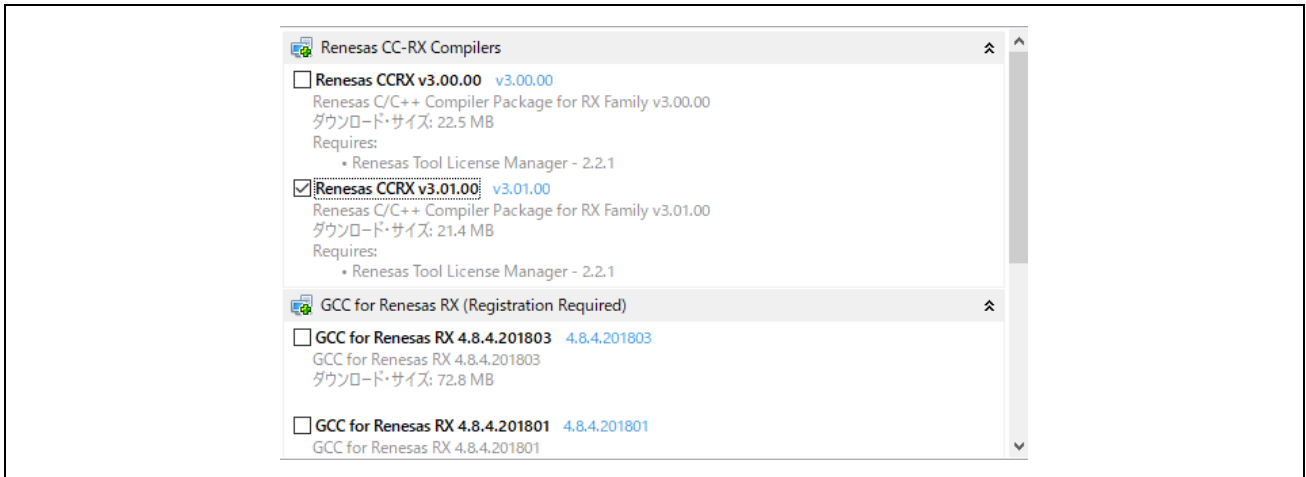 Renesas CC-RX Compilers
Renesas CCRX v3.00.00 v3.00.00
Renesas C/C++ Compiler Package for RX Family v3.00.00
ダウンロード・サイズ: 22.5 MB
Requires:
• Renesas Tool License Manager - 2.2.1
Renesas CCRX v3.01.00 v3.01.00
Renesas C/C++ Compiler Package for RX Family v3.01.00
ダウンロード・サイズ: 21.4 MB
Requires:
• Renesas Tool License Manager - 2.2.1
GCC for Renesas RX (Registration Required)
GCC for Renesas RX 4.8.4.201803 4.8.4.201803
GCC for Renesas RX 4.8.4.201803
ダウンロード・サイズ: 72.8 MB
GCC for Renesas RX 4.8.4.201801 4.8.4.201801
GCC for Renesas RX 4.8.4.201801